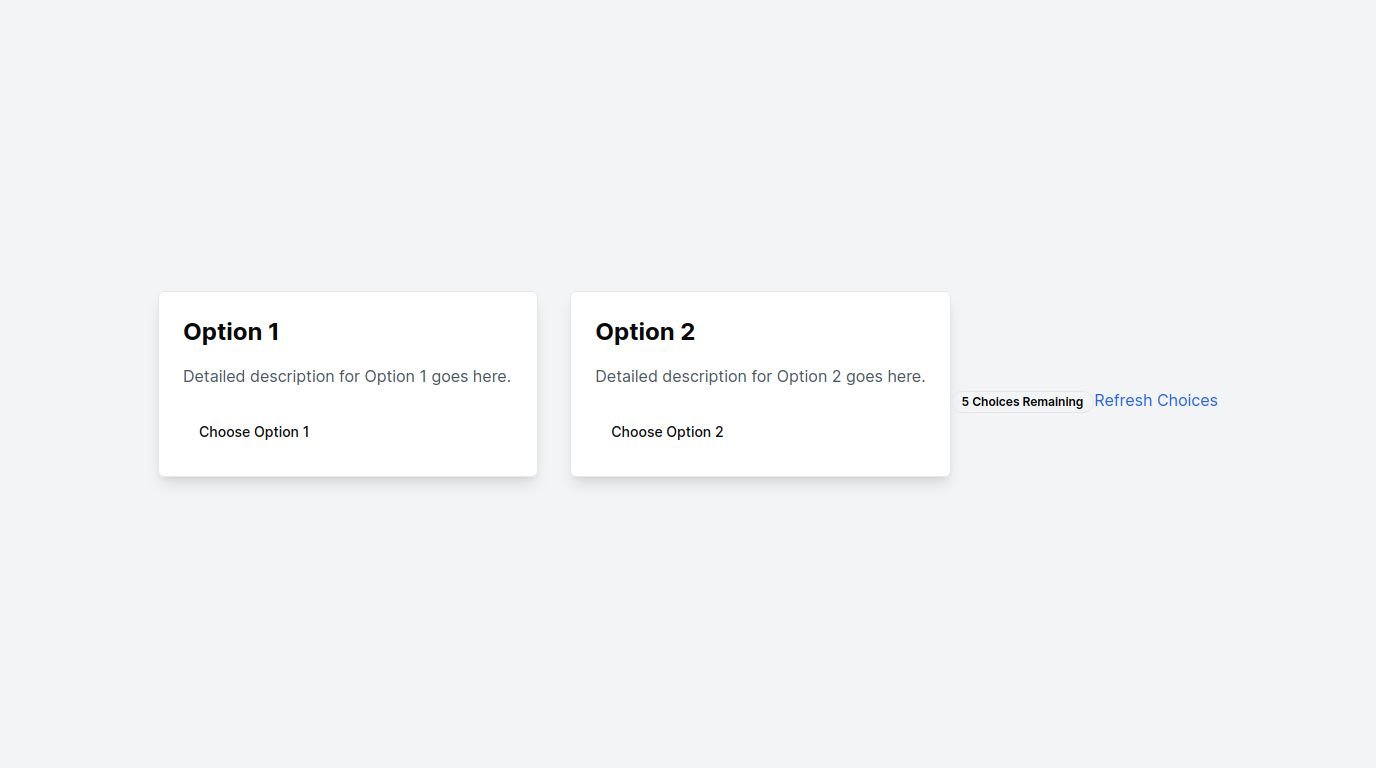 Option 1
Detailed description for Option 1 goes here.
Choose Option 1
Option 2
Detailed description for Option 2 goes here.
Choose Option 2
5 Choices Remaining
Refresh Choices